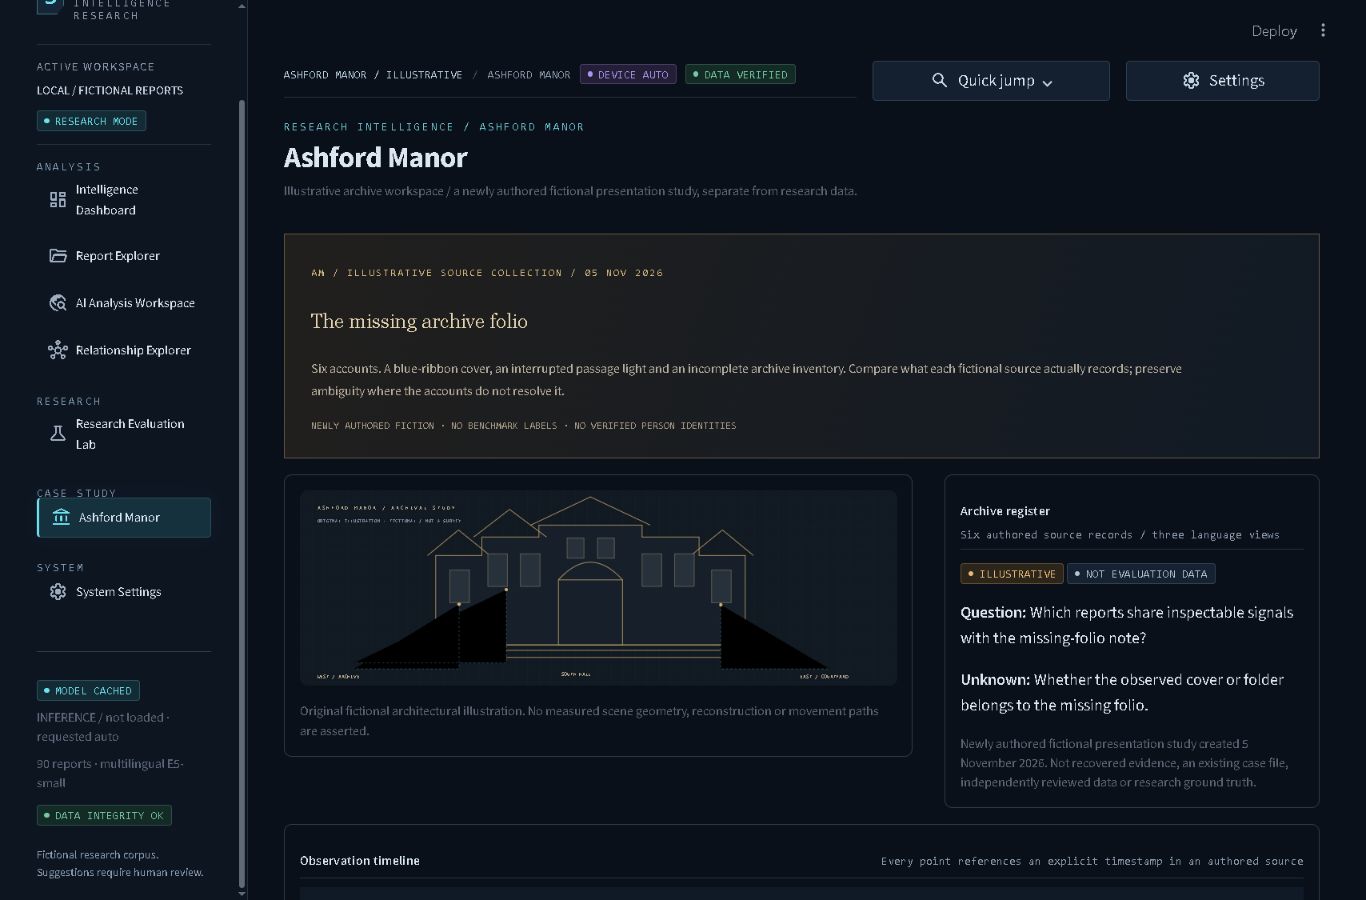 INTELLIGENCE
RESEARCH
ACTIVE WORKSPACE
LOCAL / FICTIONAL REPORTS
RESEARCH MODE
ANALYSIS
Intelligence
Dashboard
Report Explorer
AI Analysis Workspace
Relationship Explorer
RESEARCH
Research Evaluation
Lab
CASE STUDY
Ashford Manor
SYSTEM
System Settings
MODEL CACHED
INFERENCE / not loaded ·
requested auto
90 reports · multilingual E5-
small
DATA INTEGRITY OK
Fictional research corpus.
Suggestions require human review.
Deploy
ASHFORD MANOR / ILLUSTRATIVE / ASHFORD MANOR DEVICE AUTO DATA VERIFIED
Quick jump
Settings
RESEARCH INTELLIGENCE / ASHFORD MANOR
Ashford Manor
Illustrative archive workspace / a newly authored fictional presentation study, separate from research data.
AM / ILLUSTRATIVE SOURCE COLLECTION / 05 NOV 2026
The missing archive folio
Six accounts. A blue-ribbon cover, an interrupted passage light and an incomplete archive inventory. Compare what each fictional source actually records; preserve
ambiguity where the accounts do not resolve it.
NEWLY AUTHORED FICTION · NO BENCHMARK LABELS · NO VERIFIED PERSON IDENTITIES
ASHFORD MANOR / ARCHIVAL STUDY
ORIGINAL ILLUSTRATION · FICTIONAL / NOT A SURVEY
WEST / ARCHIVE
SOUTH HALL
EAST / COURTYARD
Original fictional architectural illustration. No measured scene geometry, reconstruction or movement paths
are asserted.
Archive register
Six authored source records / three language views
ILLUSTRATIVE NOT EVALUATION DATA
Question: Which reports share inspectable signals
with the missing-folio note?
Unknown: Whether the observed cover or folder
belongs to the missing folio.
Newly authored fictional presentation study created 5
November 2026. Not recovered evidence, an existing case file,
independently reviewed data or research ground truth.
Observation timeline
Every point references an explicit timestamp in an authored source